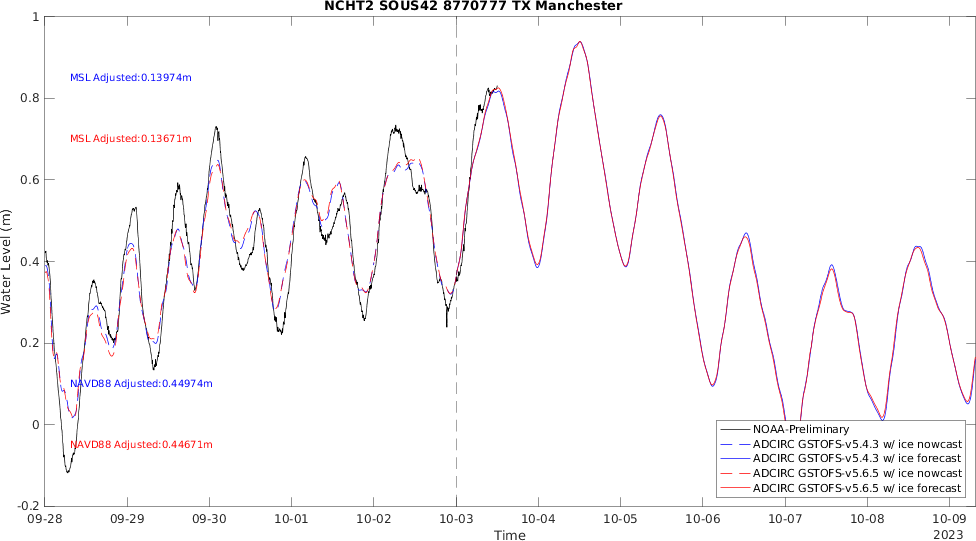 NCHT2 SOUS42 8770777 TX Manchester
1
MSL Adjusted:0.13974m
0.8
MSL Adjusted:0.13671m
0.6
Water Level (m)
0.4
0.2
NAVD88 Adjusted:0.44974m
0
NAVD88 Adjusted:0.44671m
NOAA-Preliminary
ADCIRC GSTOFS-v5.4.3 w/ ice nowcast
ADCIRC GSTOFS-v5.4.3 w/ ice forecast
ADCIRC GSTOFS-v5.6.5 w/ ice nowcast
ADCIRC GSTOFS-v5.6.5 w/ ice forecast
-0.2
09-28 09-29 09-30 10-01 10-02 10-03 10-04 10-05 10-06 10-07 10-08 10-09
Time
2023